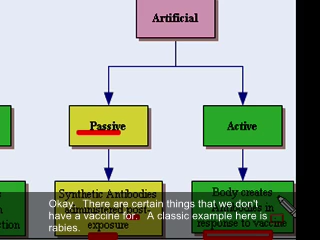 Artificial
Passive
Active
Synthetic Antibodies
exposure
Body creates
response to vaccine
Okay. There are certain things that we don't
have a vaccine for. A classic example here is
rabies.